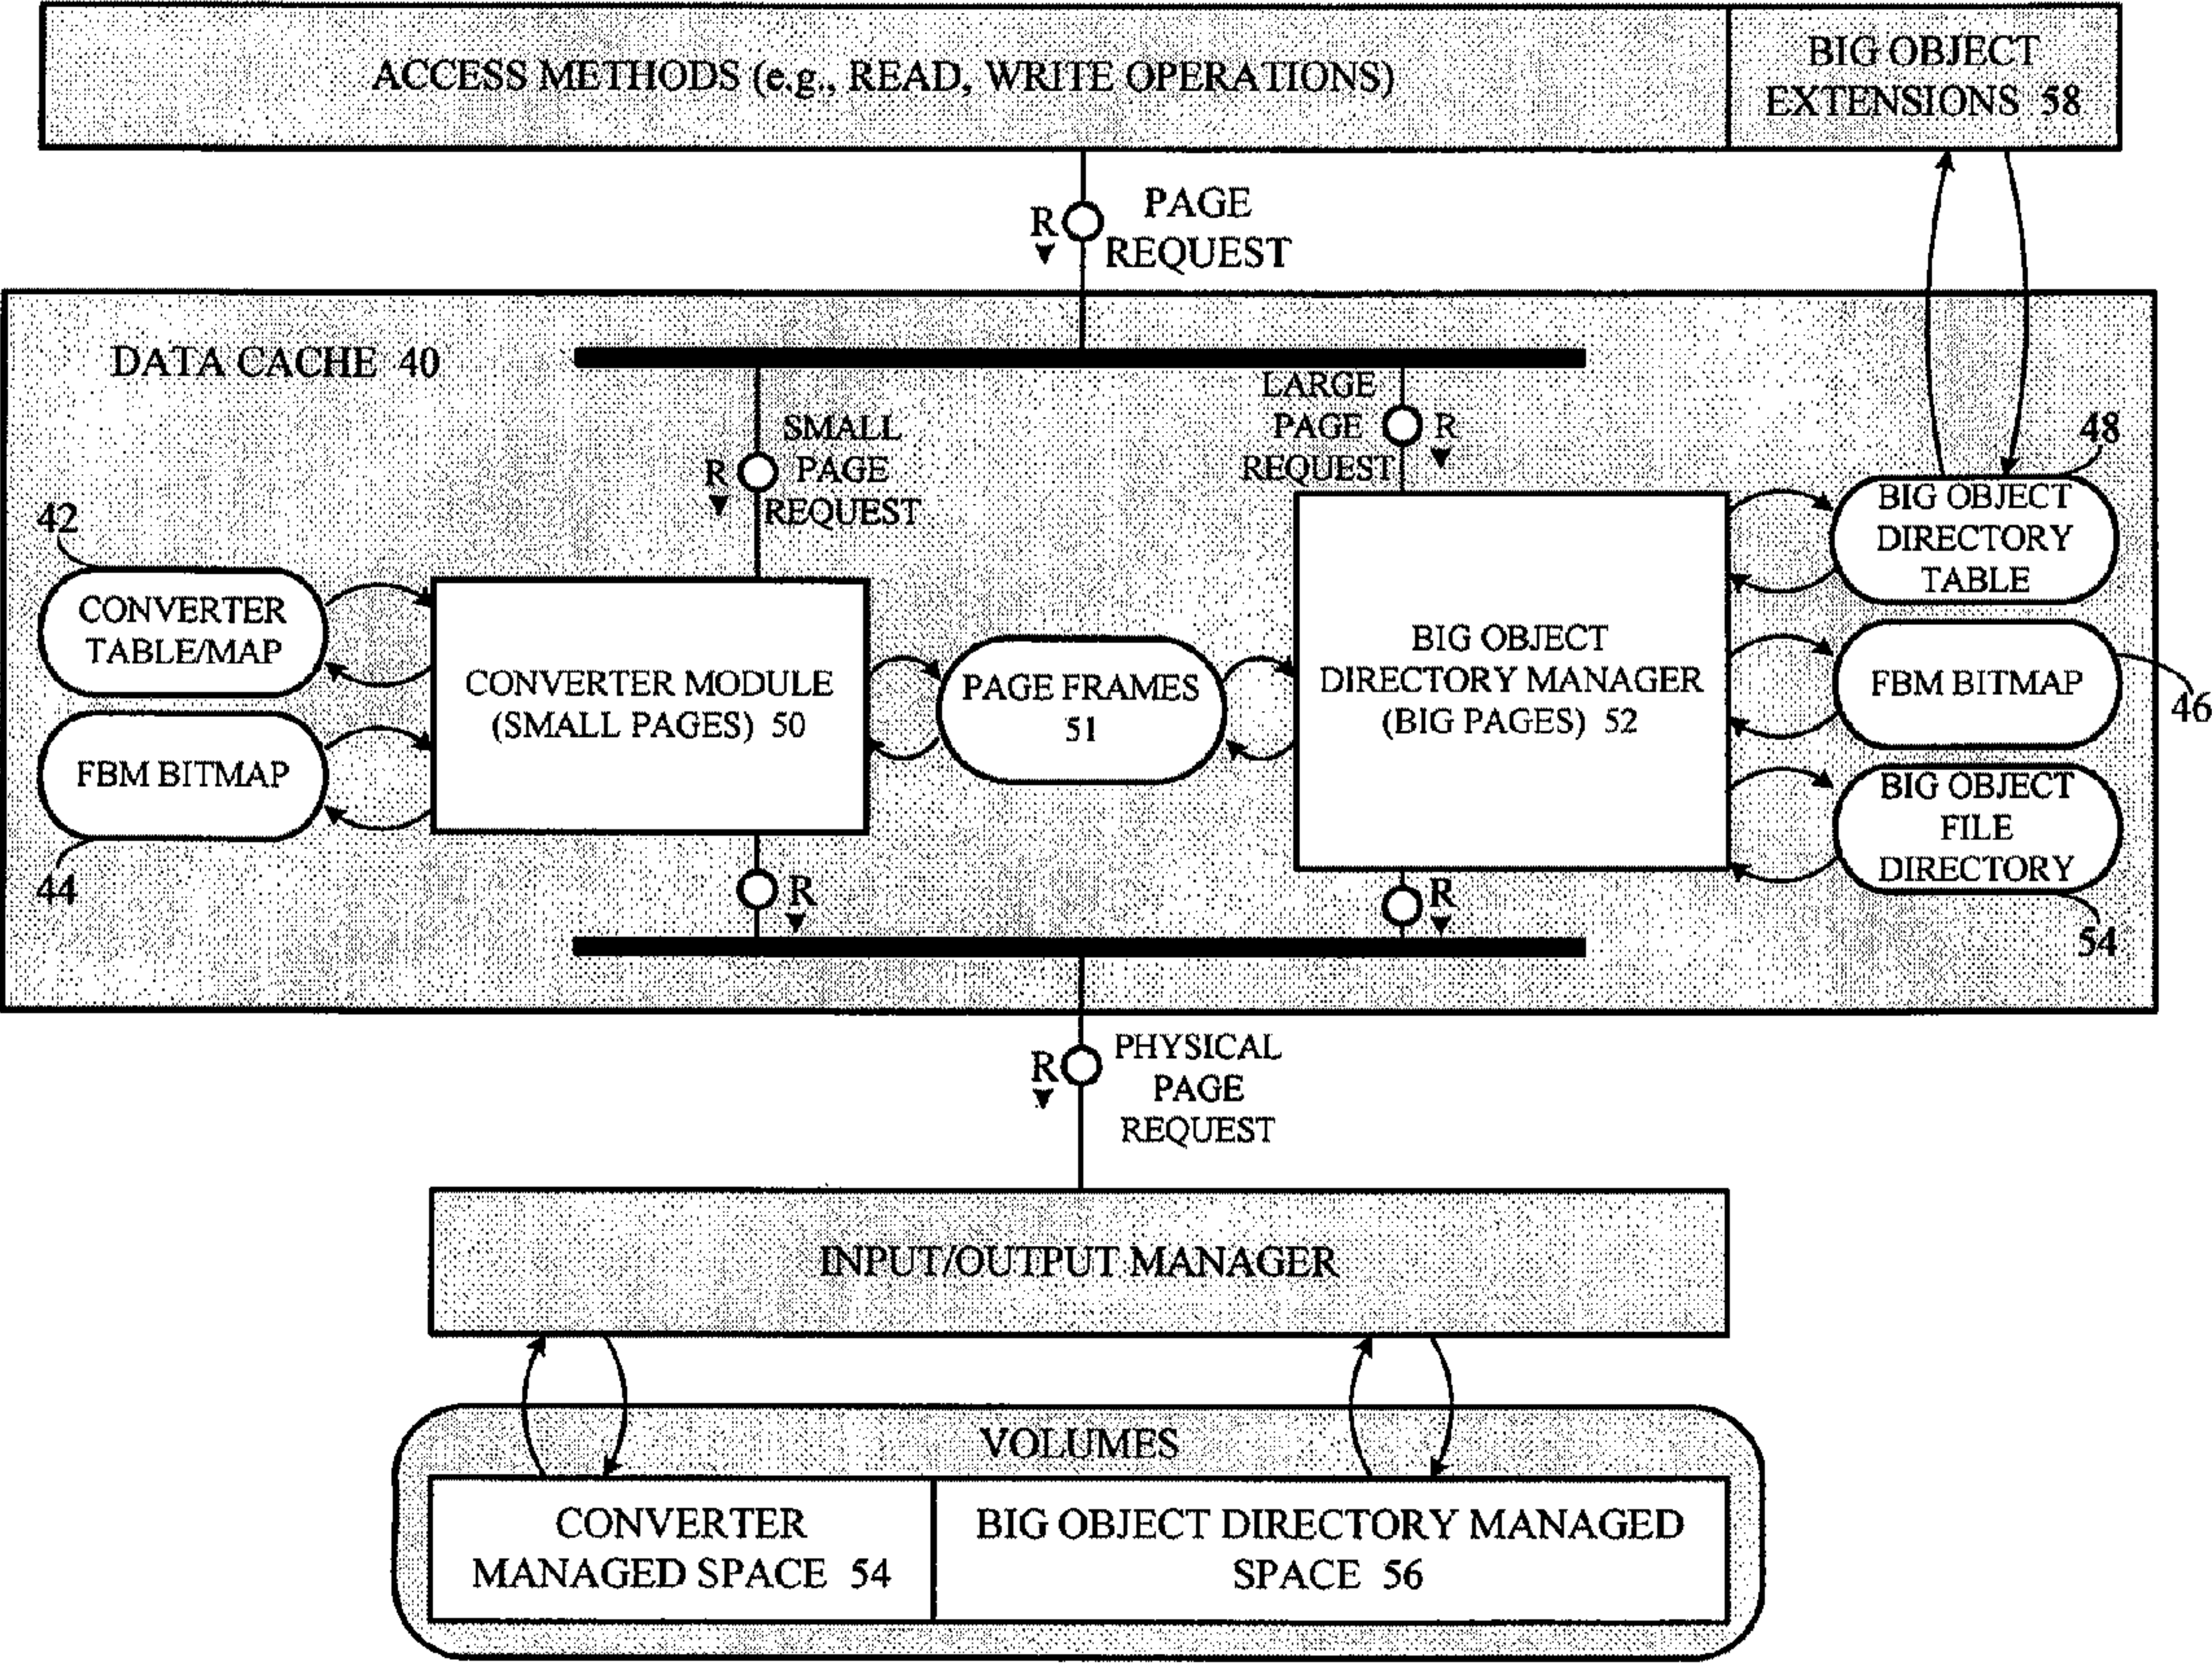 ACCESS METHODS (e.g., READ, WRITE OPERATIONS)
BIG OBJECT
EXTENSIONS 58
R
PAGE
REQUEST
DATA CACHE 40
SMALL
PAGE
REQUEST
R
LARGE
PAGE
REQUEST
R
48
42
CONVERTER
TABLE/MAP
FBM BITMAP
44
CONVERTER MODULE
(SMALL PAGES) 50
PAGE FRAMES
51
BIG OBJECT
DIRECTORY MANAGER
(BIG PAGES) 52
BIG OBJECT
DIRECTORY
TABLE
FBM BITMAP
46
BIG OBJECT
FILE
DIRECTORY
54
R
R
R
PHYSICAL
PAGE
REQUEST
INPUT/OUTPUT MANAGER
VOLUMES
CONVERTER
MANAGED SPACE 54
BIG OBJECT DIRECTORY MANAGED
SPACE 56